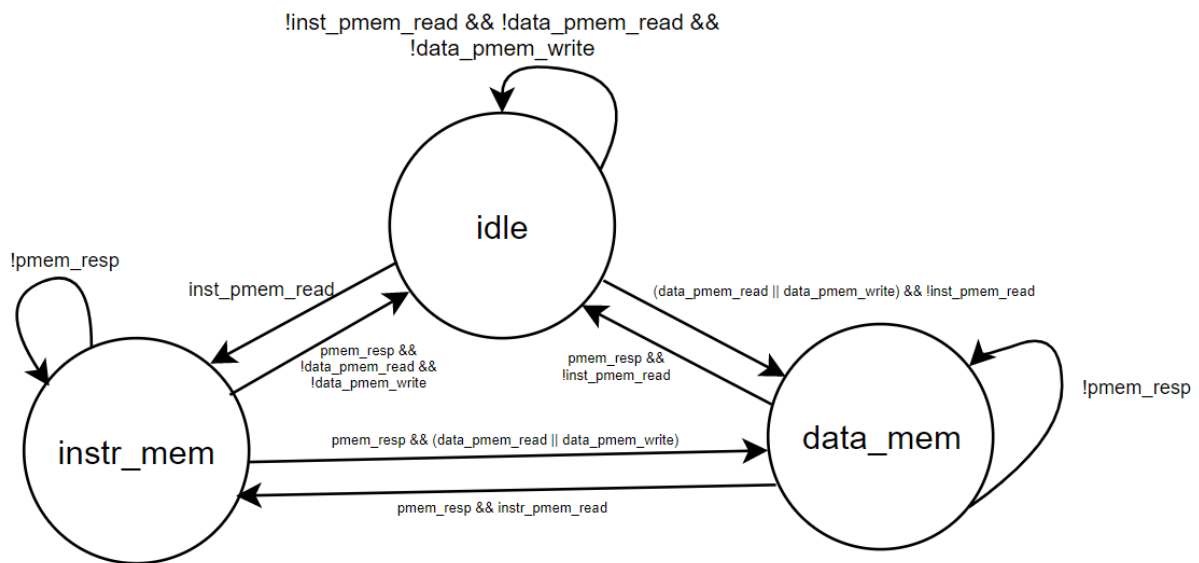 !inst_pmem_read && !data_pmem_read &&
!data_pmem_write
idle
!pmem_resp
inst_pmem_read
(data_pmem_read || data_pmem_write) && !inst_pmem_read
pmem_resp &&
!data_pmem_read &&
!data_pmem_write
pmem_resp &&
!inst_pmem_read
!pmem_resp
instr_mem
pmem_resp && (data_pmem_read || data_pmem_write)
data_mem
pmem_resp && instr_pmem_read